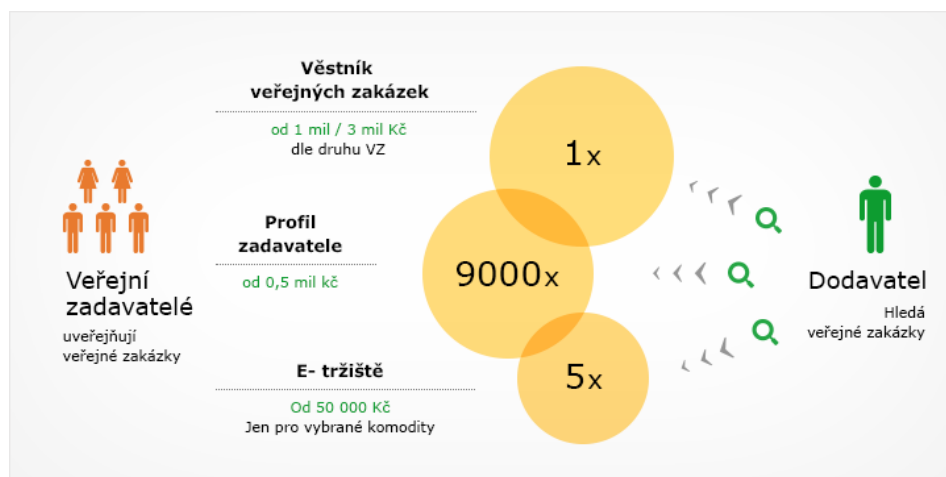 Věstník
veřejných zakázek
od 1 mil / 3 mil Kč
dle druhu VZ
1x
Profil
zadavatele
od 0,5 mil kč
9000x
Veřejní
zadavatelé
uveřejňují
veřejné zakázky
Dodavatel
Hledá
veřejné zakázky
E- tržiště
Od 50 000 Kč
Jen pro vybrané komodity
5x